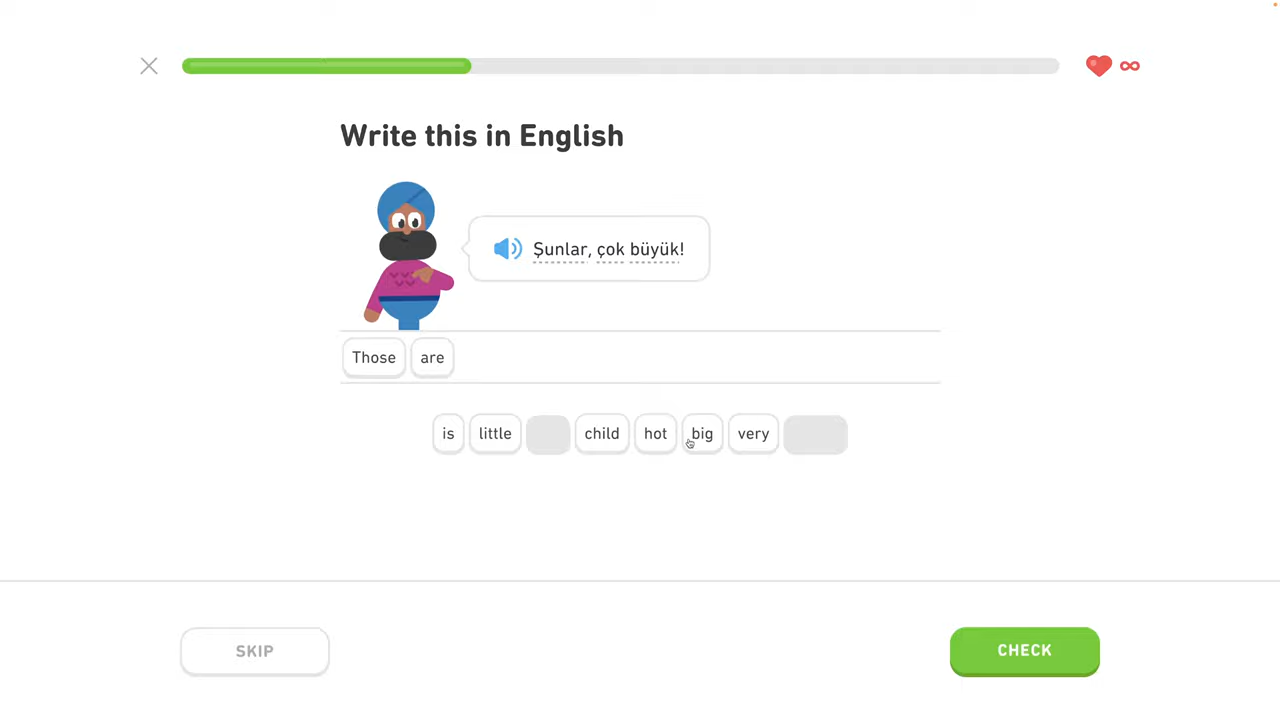 ∞
Write this in English
Şunlar, çok büyük!
Those are
is little child hot big very
SKIP CHECK